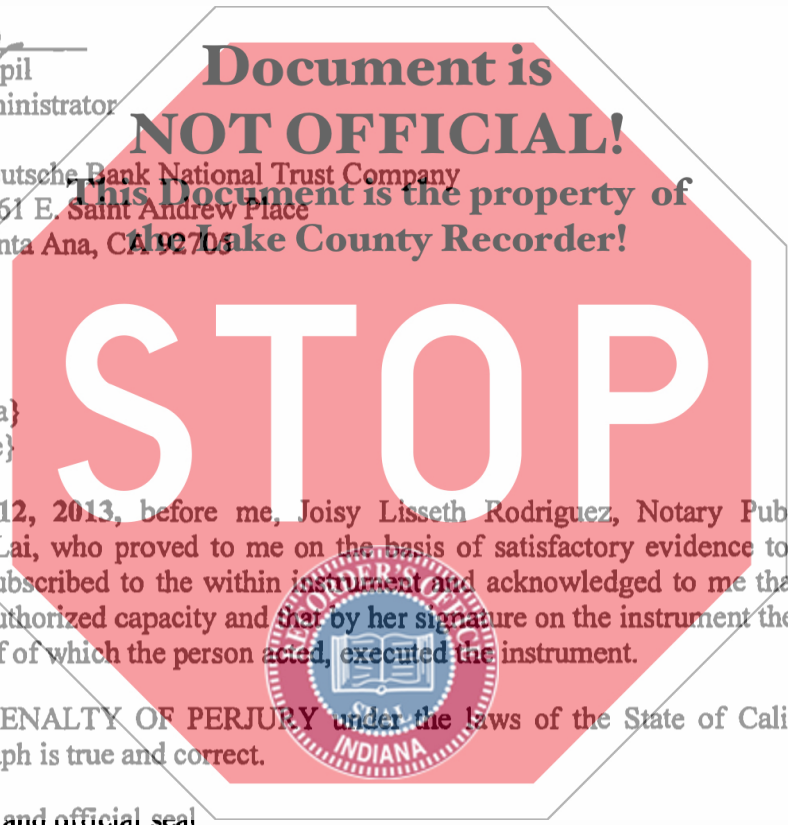 pil
Document is
ministrator
NOT OFFICIAL!
utsche Bank National Trust Company
This Document is the property of
61 E. Saint Andrew Place
the Lake County Recorder!
nta Ana, CA 92705
STOP
a}
e}
12, 2013, before me, Joisy Lisseth Rodriguez, Notary Pub
Lai, who proved to me on the basis of satisfactory evidence to
ubscribed to the within instrument and acknowledged to me tha
uthorized capacity and that by her signature on the instrument the
f of which the person acted, executed the instrument.
RECORDER'S OFFICE
SEAL
INDIANA
ENALTY OF PERJURY under the laws of the State of Cali
ph is true and correct.
and official seal